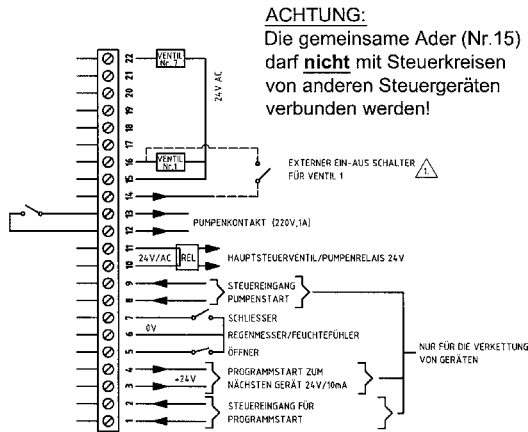 ACHTUNG:
Die gemeinsame Ader (Nr.15)
darf nicht mit Steuerkreisen
von anderen Steuergeräten
verbunden werden!
22
VENTIL
Nr. 7
21
20
24V AC
19
18
17
16
VENTIL
Nr.1
15
EXTERNER EIN-AUS SCHALTER
FÜR VENTIL 1
1.
14
13
PUMPENKONTAKT (220V,1A)
12
11
24V/AC
REL
HAUPTSTEUERVENTIL/PUMPENRELAIS 24V
10
9
STEUEREINGANG
PUMPENSTART
8
7
SCHLIESSER
0V
6
REGENMESSER/FEUCHTEFÜHLER
5
ÖFFNER
NUR FÜR DIE VERKETTUNG
VON GERÄTEN
4
PROGRAMMSTART ZUM
+24V
NÄCHSTEN GERÄT 24V/10mA
3
2
STEUEREINGANG FÜR
PROGRAMMSTART
1